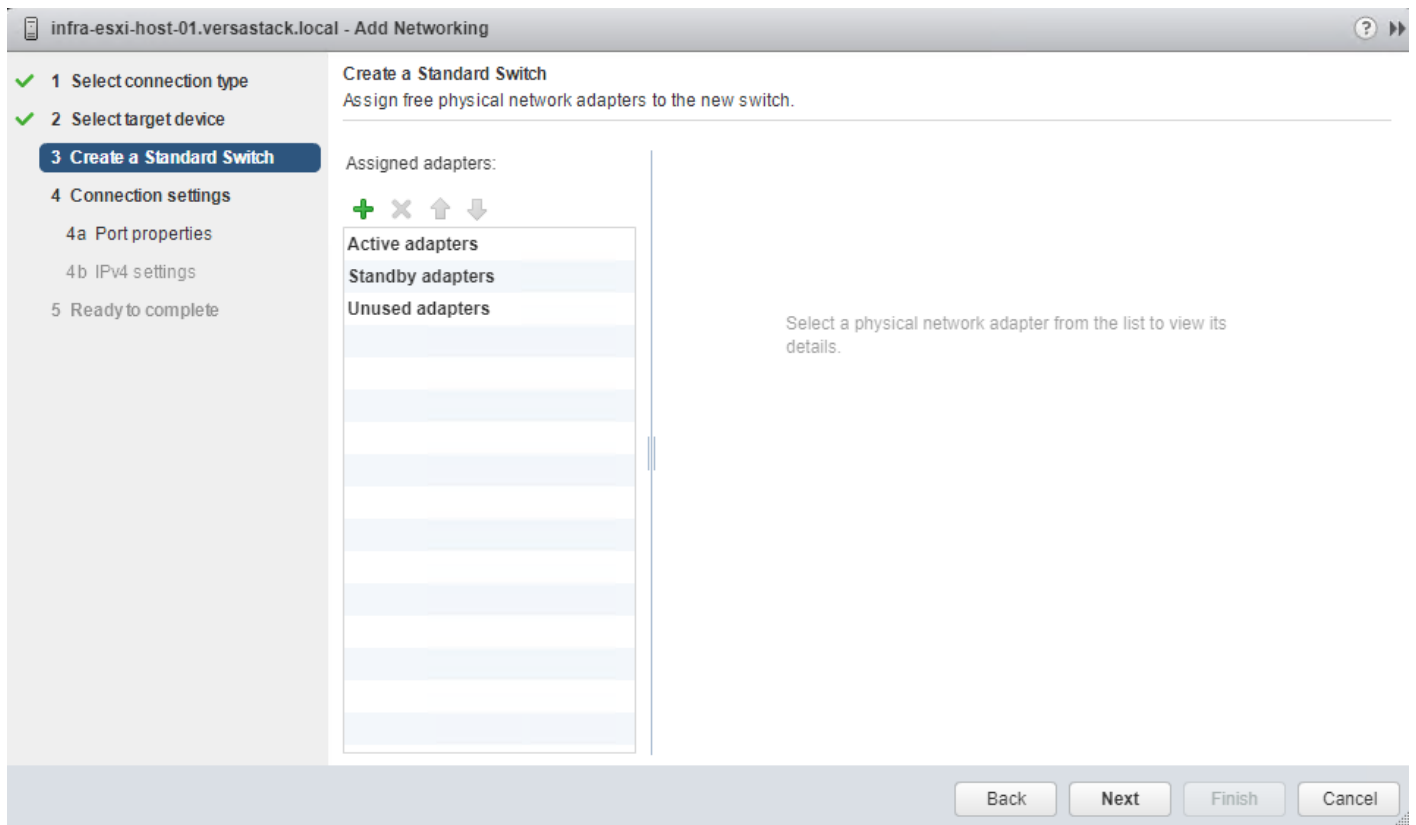 infra-esxi-host-01.versastack.local - Add Networking
?
1 Select connection type
2 Select target device
3 Create a Standard Switch
4 Connection settings
4a Port properties
4b IPv4 settings
5 Ready to complete
Create a Standard Switch
Assign free physical network adapters to the new switch.
Assigned adapters:
Active adapters
Standby adapters
Unused adapters
Select a physical network adapter from the list to view its
details.
Back Next Finish Cancel